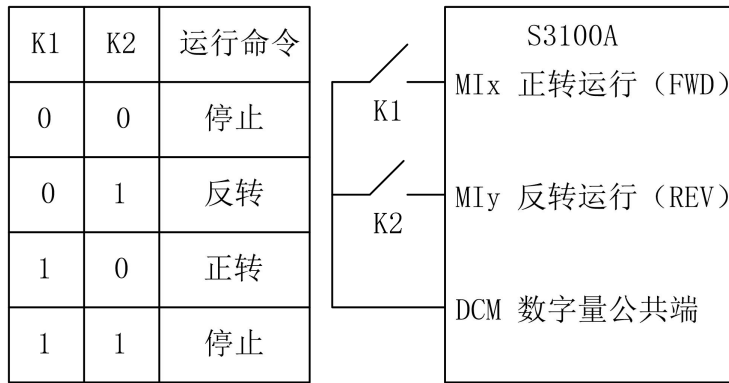 K1 K2 运行命令
0 0 停止
0 1 反转
1 0 正转
1 1 停止
S3100A
MIx 正转运行（FWD）
K1
MIy 反转运行（REV）
K2
DCM 数字量公共端